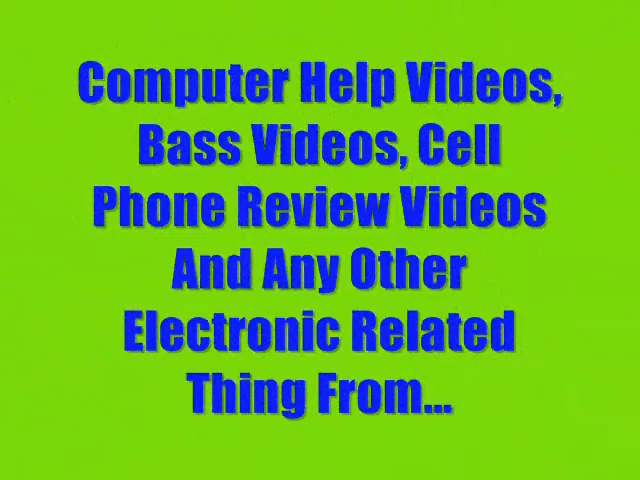 Computer Help Videos,
Bass Videos, Cell
Phone Review Videos
And Any Other
Electronic Related
Thing From...